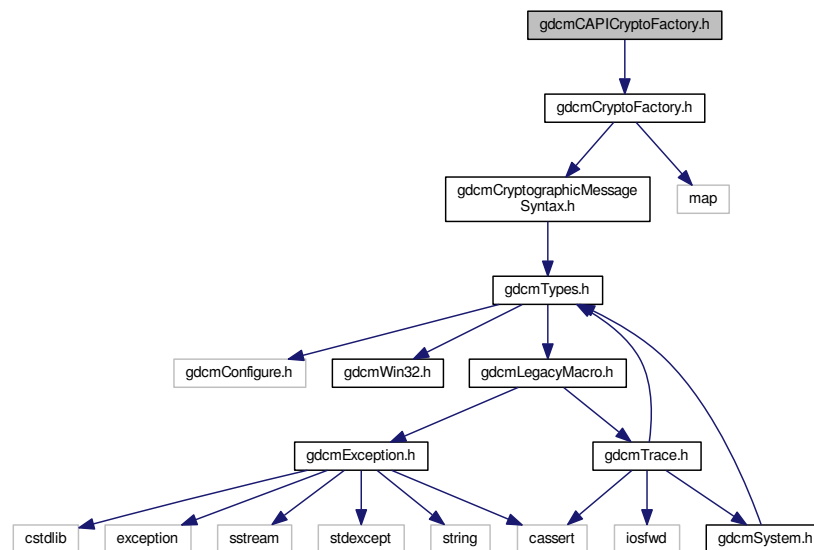 gdcmCAPICryptoFactory.h
gdcmCryptoFactory.h
gdcmCryptographicMessage
Syntax.h
map
gdcmTypes.h
gdcmConfigure.h
gdcmWin32.h
gdcmLegacyMacro.h
gdcmException.h
gdcmTrace.h
cstdlib
exception
sstream
stdexcept
string
cassert
iosfwd
gdcmSystem.h